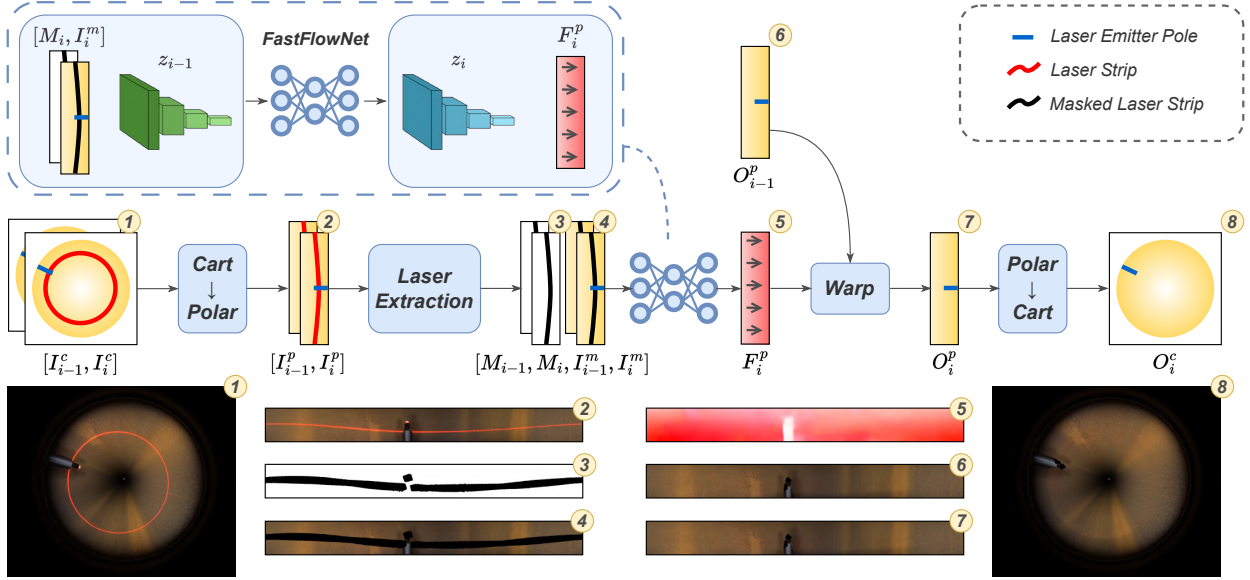 [M_i, I_i^m]
z_{i-1}
FastFlowNet
z_i
F_i^p
6
O_{i-1}^p
Laser Emitter Pole
Laser Strip
Masked Laser Strip
1
2
3
4
5
7
8
Cart
↓
Polar
Laser
Extraction
Warp
Polar
↓
Cart
[I_{i-1}^c, I_i^c]
[I_{i-1}^p, I_i^p]
[M_{i-1}, M_i, I_{i-1}^m, I_i^m]
F_i^p
O_i^p
O_i^c
1
2
3
4
5
6
7
8